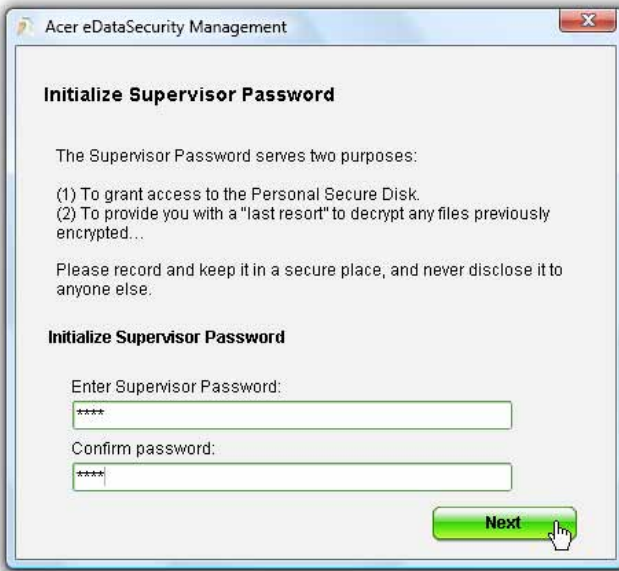 Acer eDataSecurity Management
Initialize Supervisor Password
The Supervisor Password serves two purposes:
(1) To grant access to the Personal Secure Disk.
(2) To provide you with a "last resort" to decrypt any files previously
encrypted...
Please record and keep it in a secure place, and never disclose it to
anyone else.
Initialize Supervisor Password
Enter Supervisor Password:
****
Confirm password:
****
Next